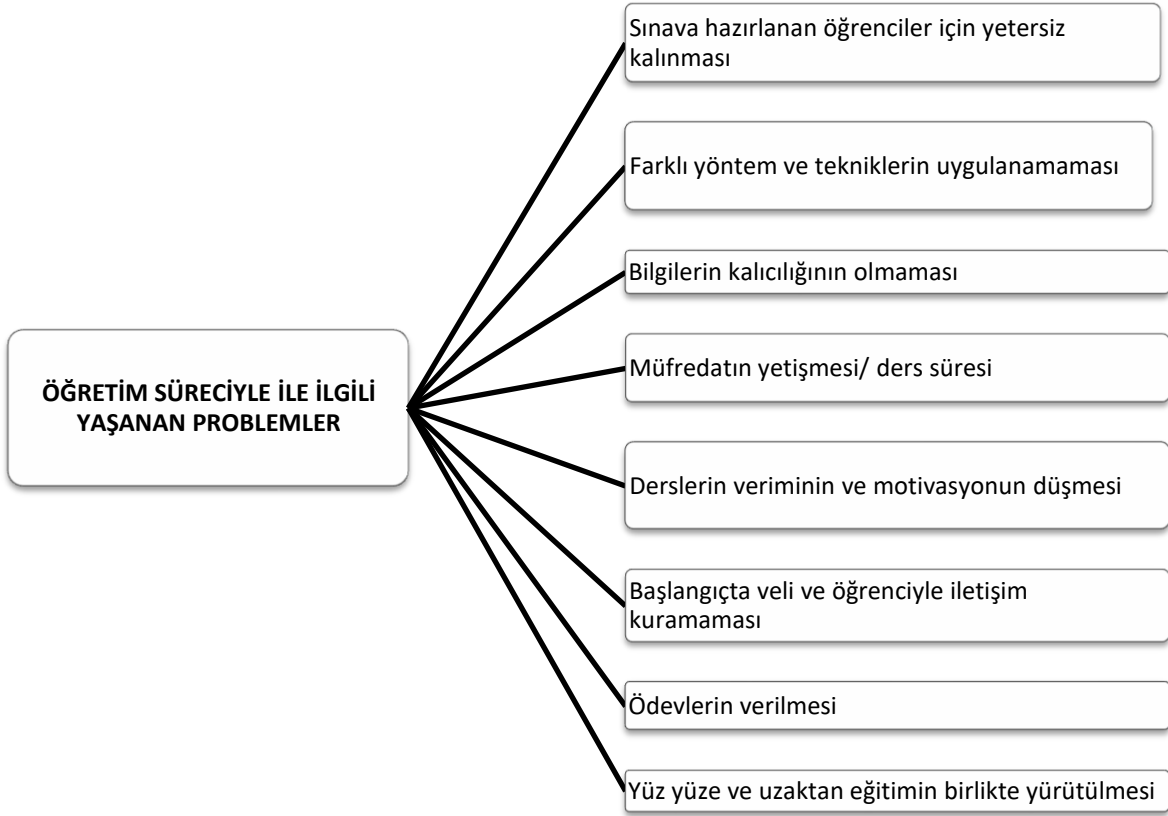 Sınava hazırlanan öğrenciler için yetersiz
kalınması
Farklı yöntem ve tekniklerin uygulanamaması
Bilgilerin kalıcılığının olmaması
Müfredatın yetişmesi/ ders süresi
ÖĞRETİM SÜRECİYLE İLE İLGİLİ
YAŞANAN PROBLEMLER
Derslerin veriminin ve motivasyonun düşmesi
Başlangıçta veli ve öğrenciyle iletişim
kuramaması
Ödevlerin verilmesi
Yüz yüze ve uzaktan eğitimin birlikte yürütülmesi